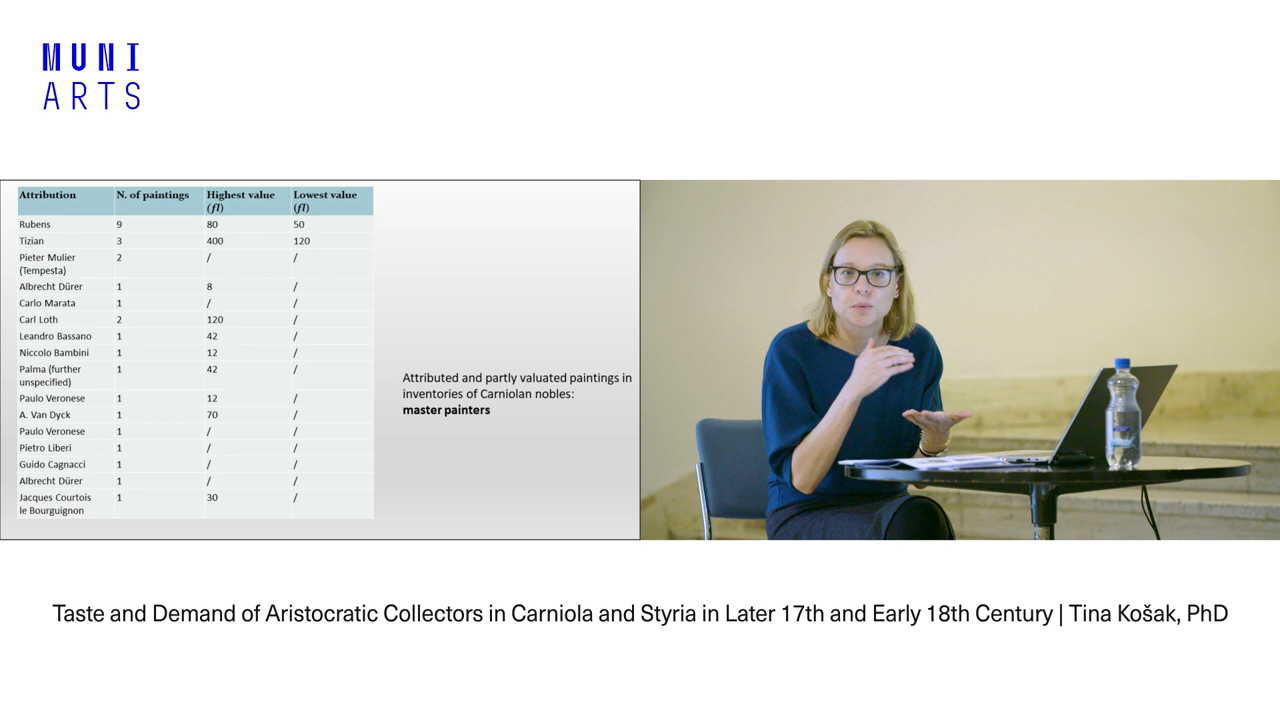 MUNI
ARTS
Attribution N. of paintings Highest value (fl) Lowest value (fl)
Rubens 9 80 50
Tizian 3 400 120
Pieter Mulier (Tempesta) 2 / /
Albrecht Dürer 1 8 /
Carlo Marata 1 / /
Carl Loth 2 120 /
Leandro Bassano 1 42 /
Niccolo Bambini 1 12 /
Palma (further unspecified) 1 42 /
Paulo Veronese 1 12 /
A. Van Dyck 1 70 /
Paulo Veronese 1 / /
Pietro Liberi 1 / /
Guido Cagnacci 1 / /
Albrecht Dürer 1 / /
Jacques Courtois le Bourguignon 1 30 /
Attributed and partly valuated paintings in
inventories of Carniolan nobles:
master painters
Taste and Demand of Aristocratic Collectors in Carniola and Styria in Later 17th and Early 18th Century | Tina Košak, PhD